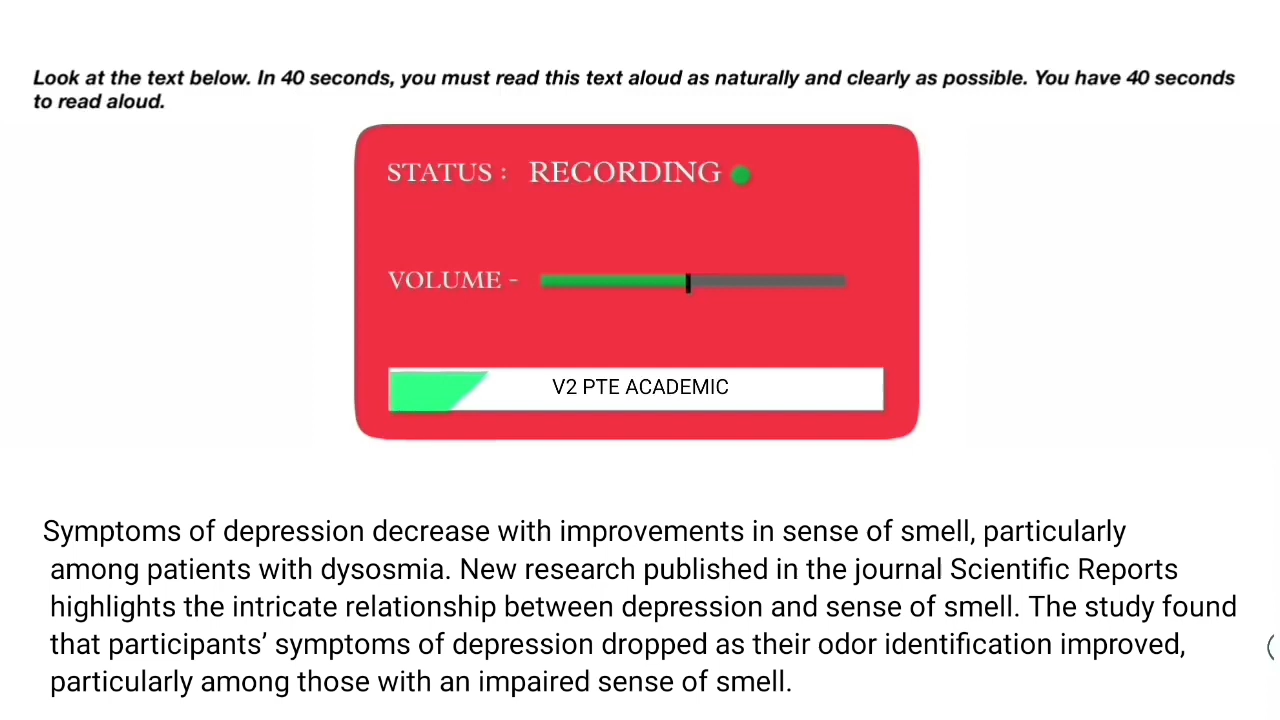 Look at the text below. In 40 seconds, you must read this text aloud as naturally and clearly as possible. You have 40 seconds
to read aloud.
STATUS : RECORDING
VOLUME -
V2 PTE ACADEMIC
Symptoms of depression decrease with improvements in sense of smell, particularly
among patients with dysosmia. New research published in the journal Scientific Reports
highlights the intricate relationship between depression and sense of smell. The study found
that participants’ symptoms of depression dropped as their odor identification improved,
particularly among those with an impaired sense of smell.